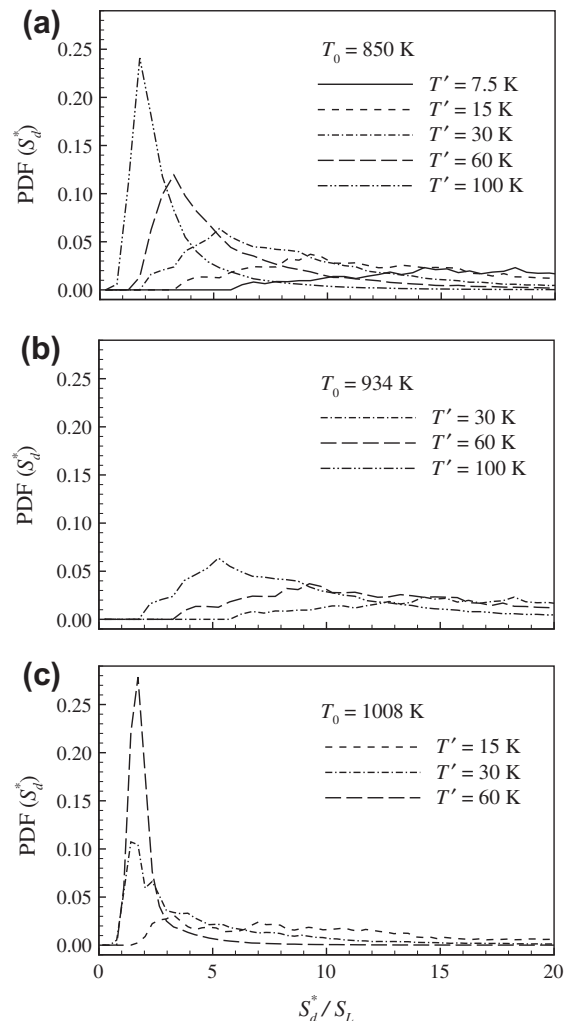 (a)
T₀ = 850 K
T′ = 7.5 K
T′ = 15 K
T′ = 30 K
T′ = 60 K
T′ = 100 K
PDF (S*d)
0.25
0.20
0.15
0.10
0.05
0.00
(b)
T₀ = 934 K
T′ = 30 K
T′ = 60 K
T′ = 100 K
PDF (S*d)
0.25
0.20
0.15
0.10
0.05
0.00
(c)
T₀ = 1008 K
T′ = 15 K
T′ = 30 K
T′ = 60 K
PDF (S*d)
0.25
0.20
0.15
0.10
0.05
0.00
0 5 10 15 20
S*d / SL